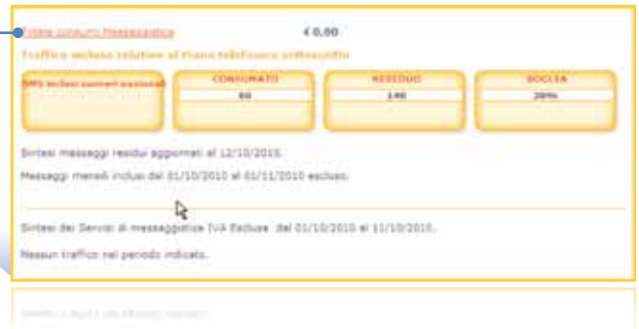 Totale consumi Messaggistica € 0,00
Traffico incluso relativo al Piano telefonico sottoscritto
SMS inclusi numeri nazionali CONSUMATO RESIDUO SOGLIA
60 140 30%
Sintesi messaggi residui aggiornati al 12/10/2010.
Messaggi mensili inclusi dal 01/10/2010 al 01/11/2010 escluso.
Sintesi dei Servizi di messaggistica IVA Esclusa dal 01/10/2010 al 11/10/2010.
Nessun traffico nel periodo indicato.